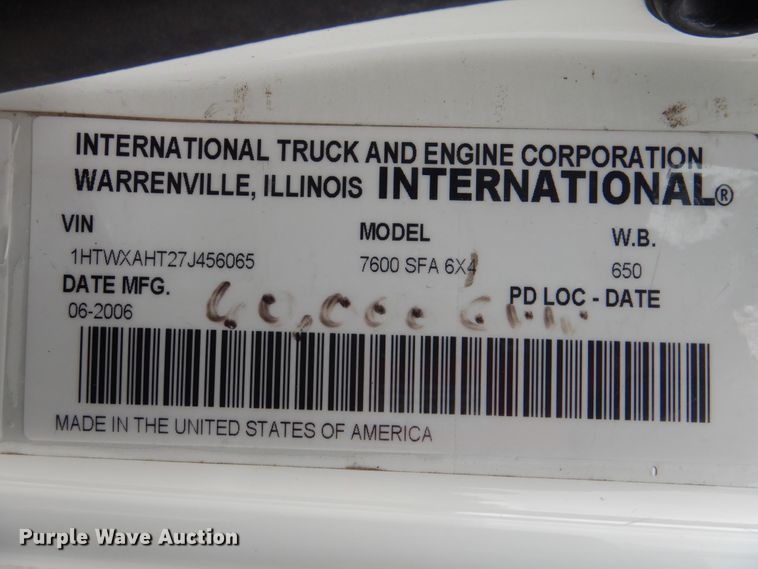 INTERNATIONAL TRUCK AND ENGINE CORPORATION
WARRENVILLE, ILLINOIS INTERNATIONAL®
VIN MODEL W.B.
1HTWXAHT27J456065 7600 SFA 6X4 650
DATE MFG. PD LOC - DATE
06-2006
MADE IN THE UNITED STATES OF AMERICA
Purple Wave Auction